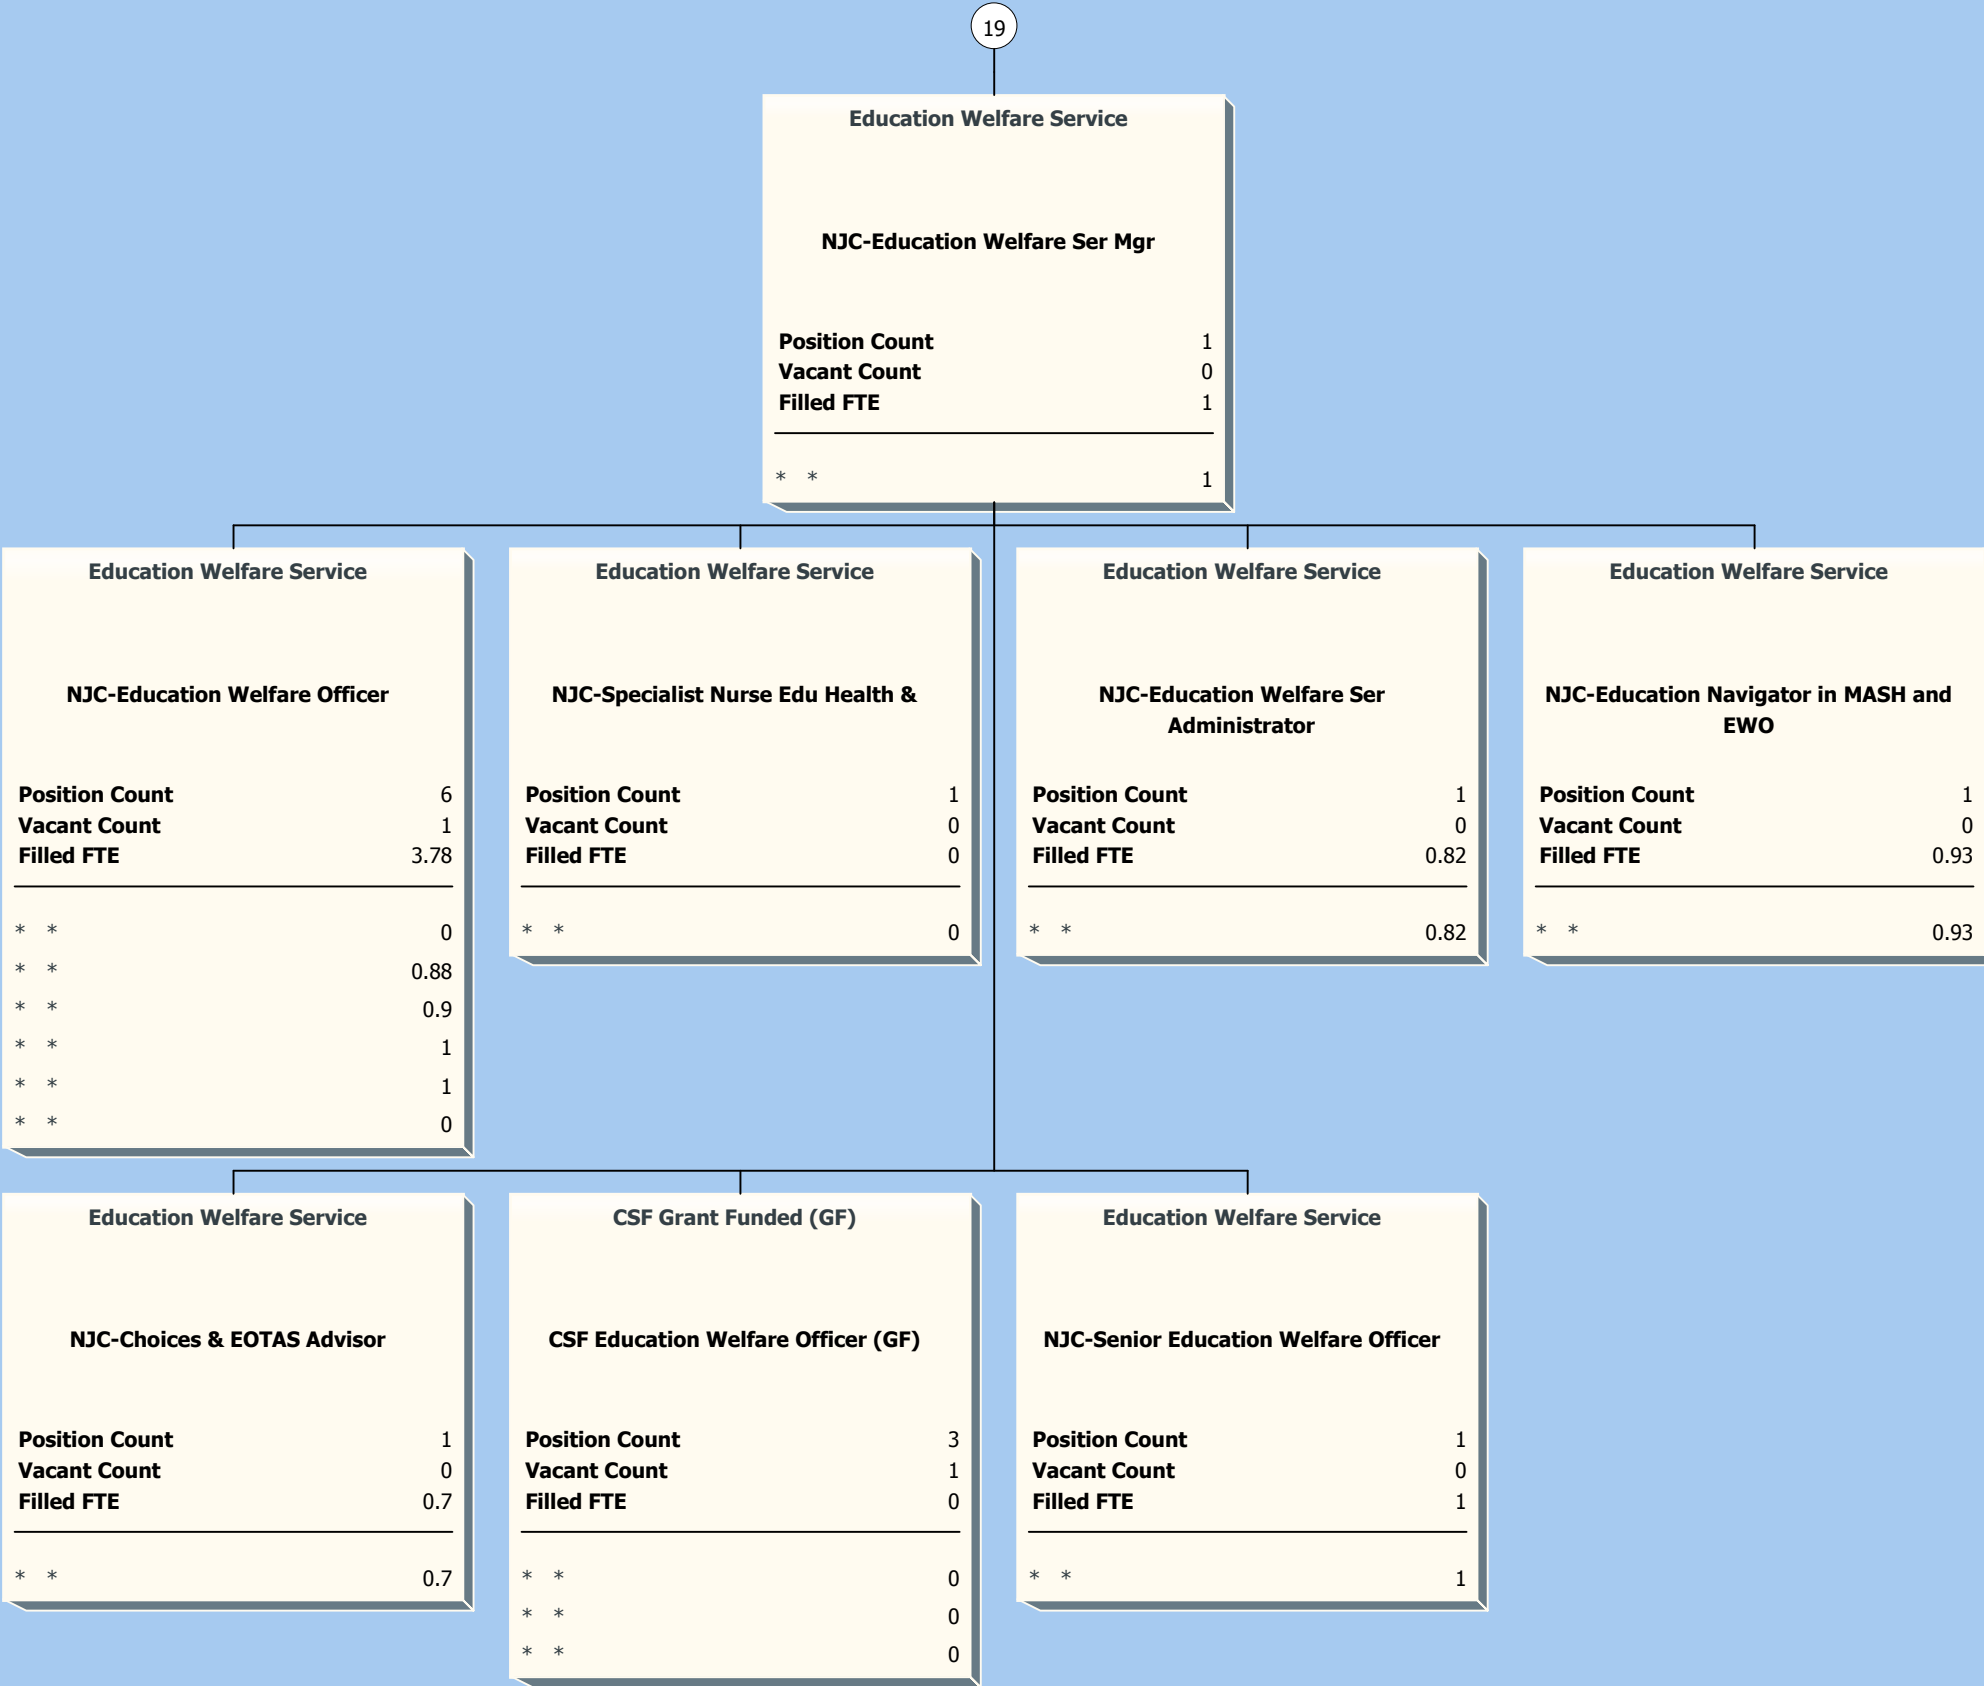 19
Education Welfare Service
NJC-Education Welfare Ser Mgr
Position Count 1
Vacant Count 0
Filled FTE 1
* * 1
Education Welfare Service
NJC-Education Welfare Officer
Position Count 6
Vacant Count 1
Filled FTE 3.78
* * 0
* * 0.88
* * 0.9
* * 1
* * 1
* * 0
Education Welfare Service
NJC-Specialist Nurse Edu Health &
Position Count 1
Vacant Count 0
Filled FTE 0
* * 0
Education Welfare Service
NJC-Education Welfare Ser
Administrator
Position Count 1
Vacant Count 0
Filled FTE 0.82
* * 0.82
Education Welfare Service
NJC-Education Navigator in MASH and
EWO
Position Count 1
Vacant Count 0
Filled FTE 0.93
* * 0.93
Education Welfare Service
NJC-Choices & EOTAS Advisor
Position Count 1
Vacant Count 0
Filled FTE 0.7
* * 0.7
CSF Grant Funded (GF)
CSF Education Welfare Officer (GF)
Position Count 3
Vacant Count 1
Filled FTE 0
* * 0
* * 0
* * 0
Education Welfare Service
NJC-Senior Education Welfare Officer
Position Count 1
Vacant Count 0
Filled FTE 1
* * 1